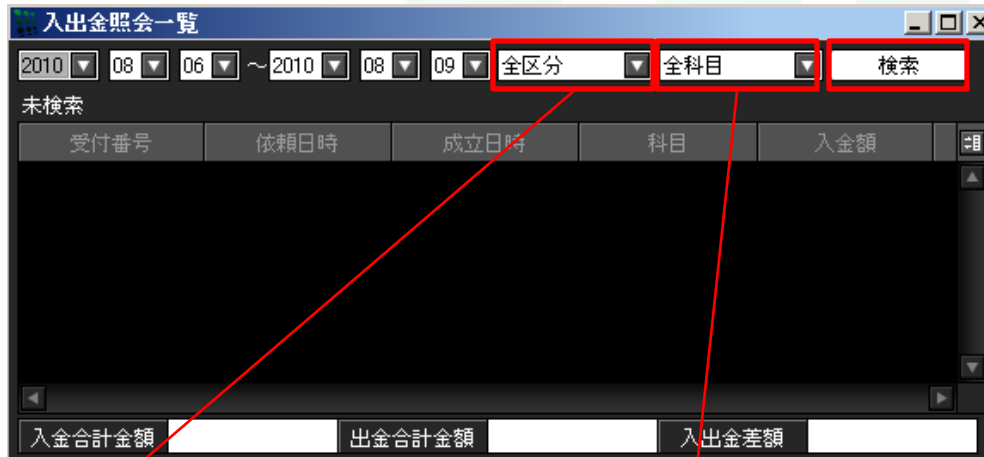 入出金照会一覧
2010 08 06 ～ 2010 08 09 全区分 全科目 検索
未検索
受付番号 依頼日時 成立日時 科目 入金額
入金合計金額 出金合計金額 入出金差額